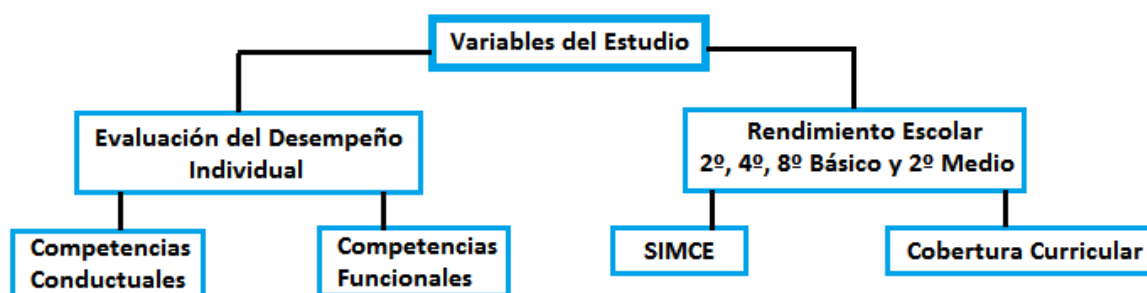 Variables del Estudio
Evaluación del Desempeño
Individual
Rendimiento Escolar
2º, 4º, 8º Básico y 2º Medio
Competencias
Conductuales
Competencias
Funcionales
SIMCE
Cobertura Curricular